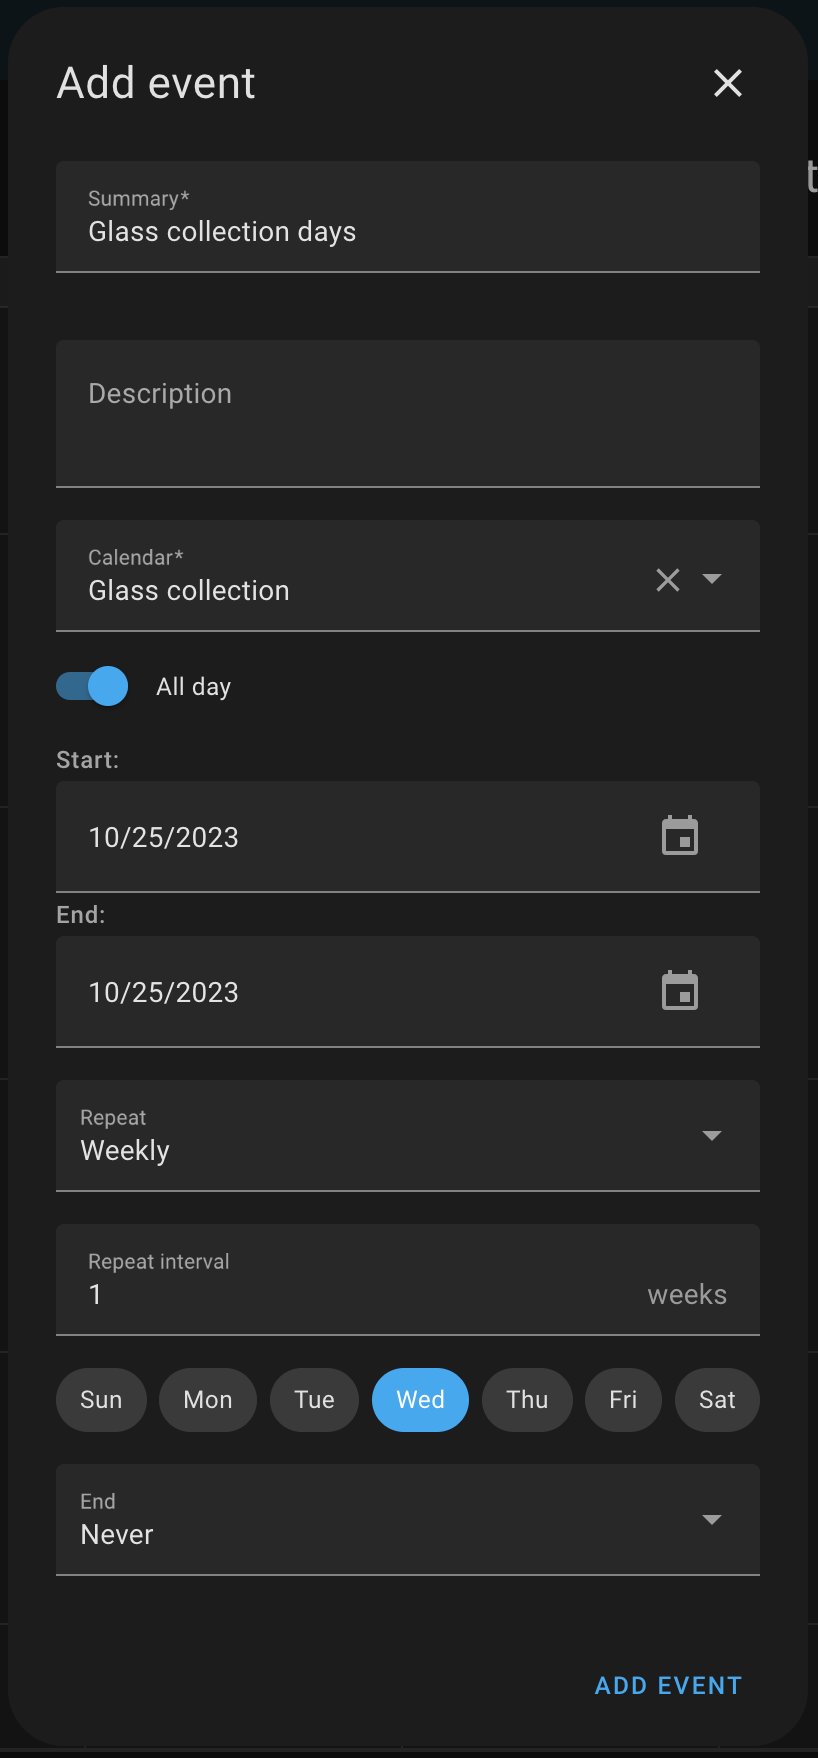 Add event
Summary*
Glass collection days
Description
Calendar*
Glass collection
All day
Start:
10/25/2023
End:
10/25/2023
Repeat
Weekly
Repeat interval
1 weeks
Sun Mon Tue Wed Thu Fri Sat
End
Never
ADD EVENT